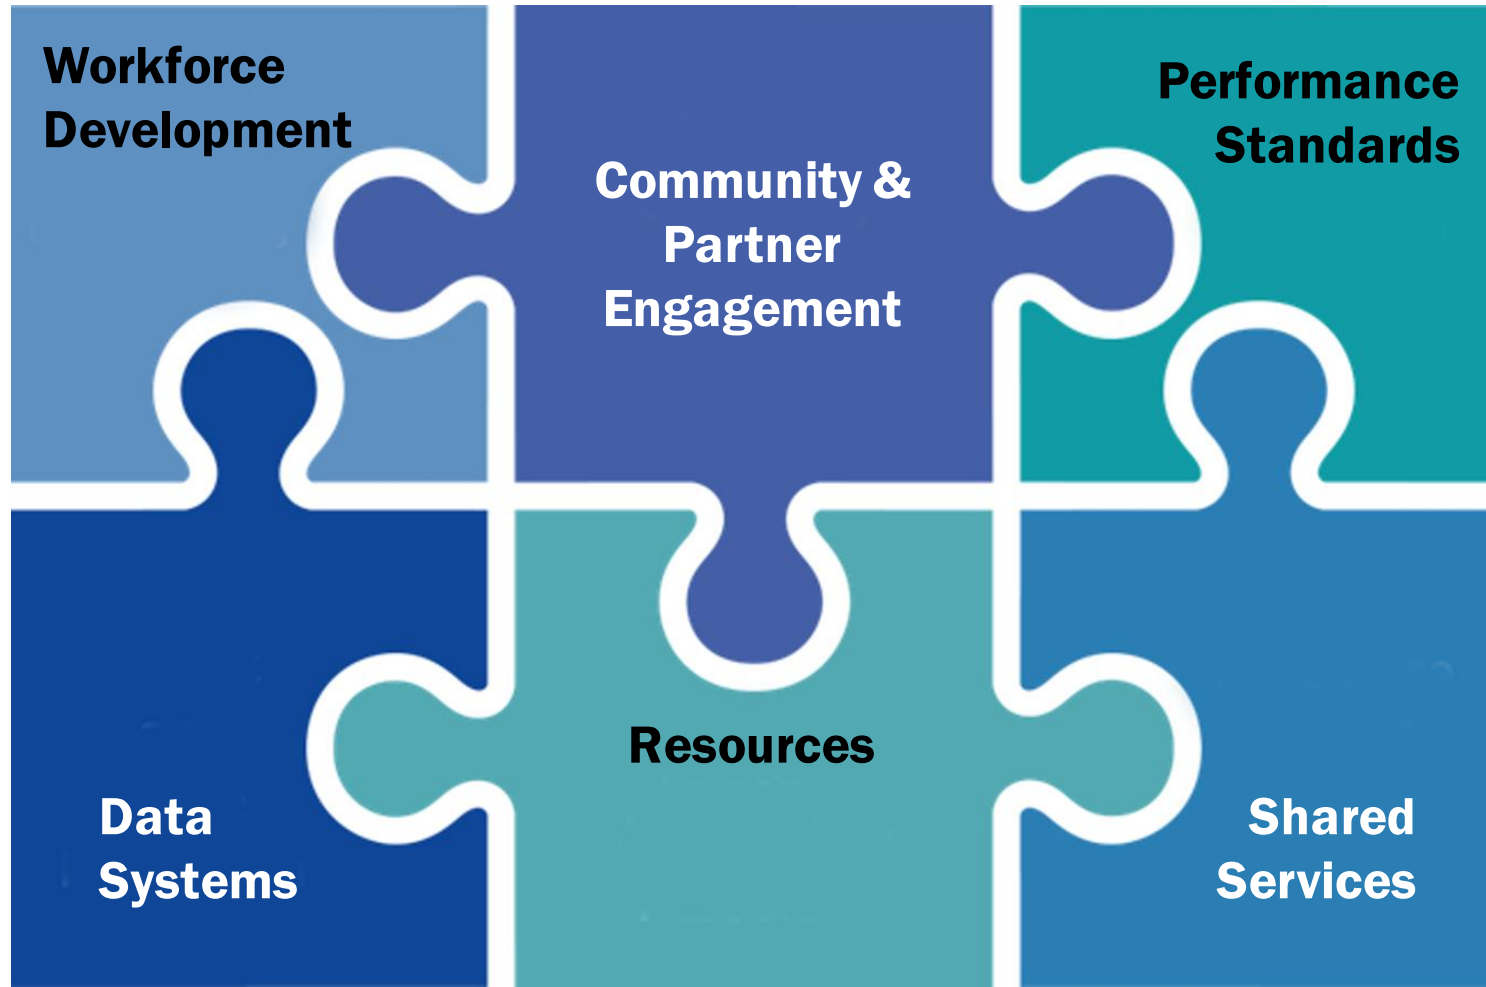 Workforce
Development
Community &
Partner
Engagement
Performance
Standards
Data
Systems
Resources
Shared
Services